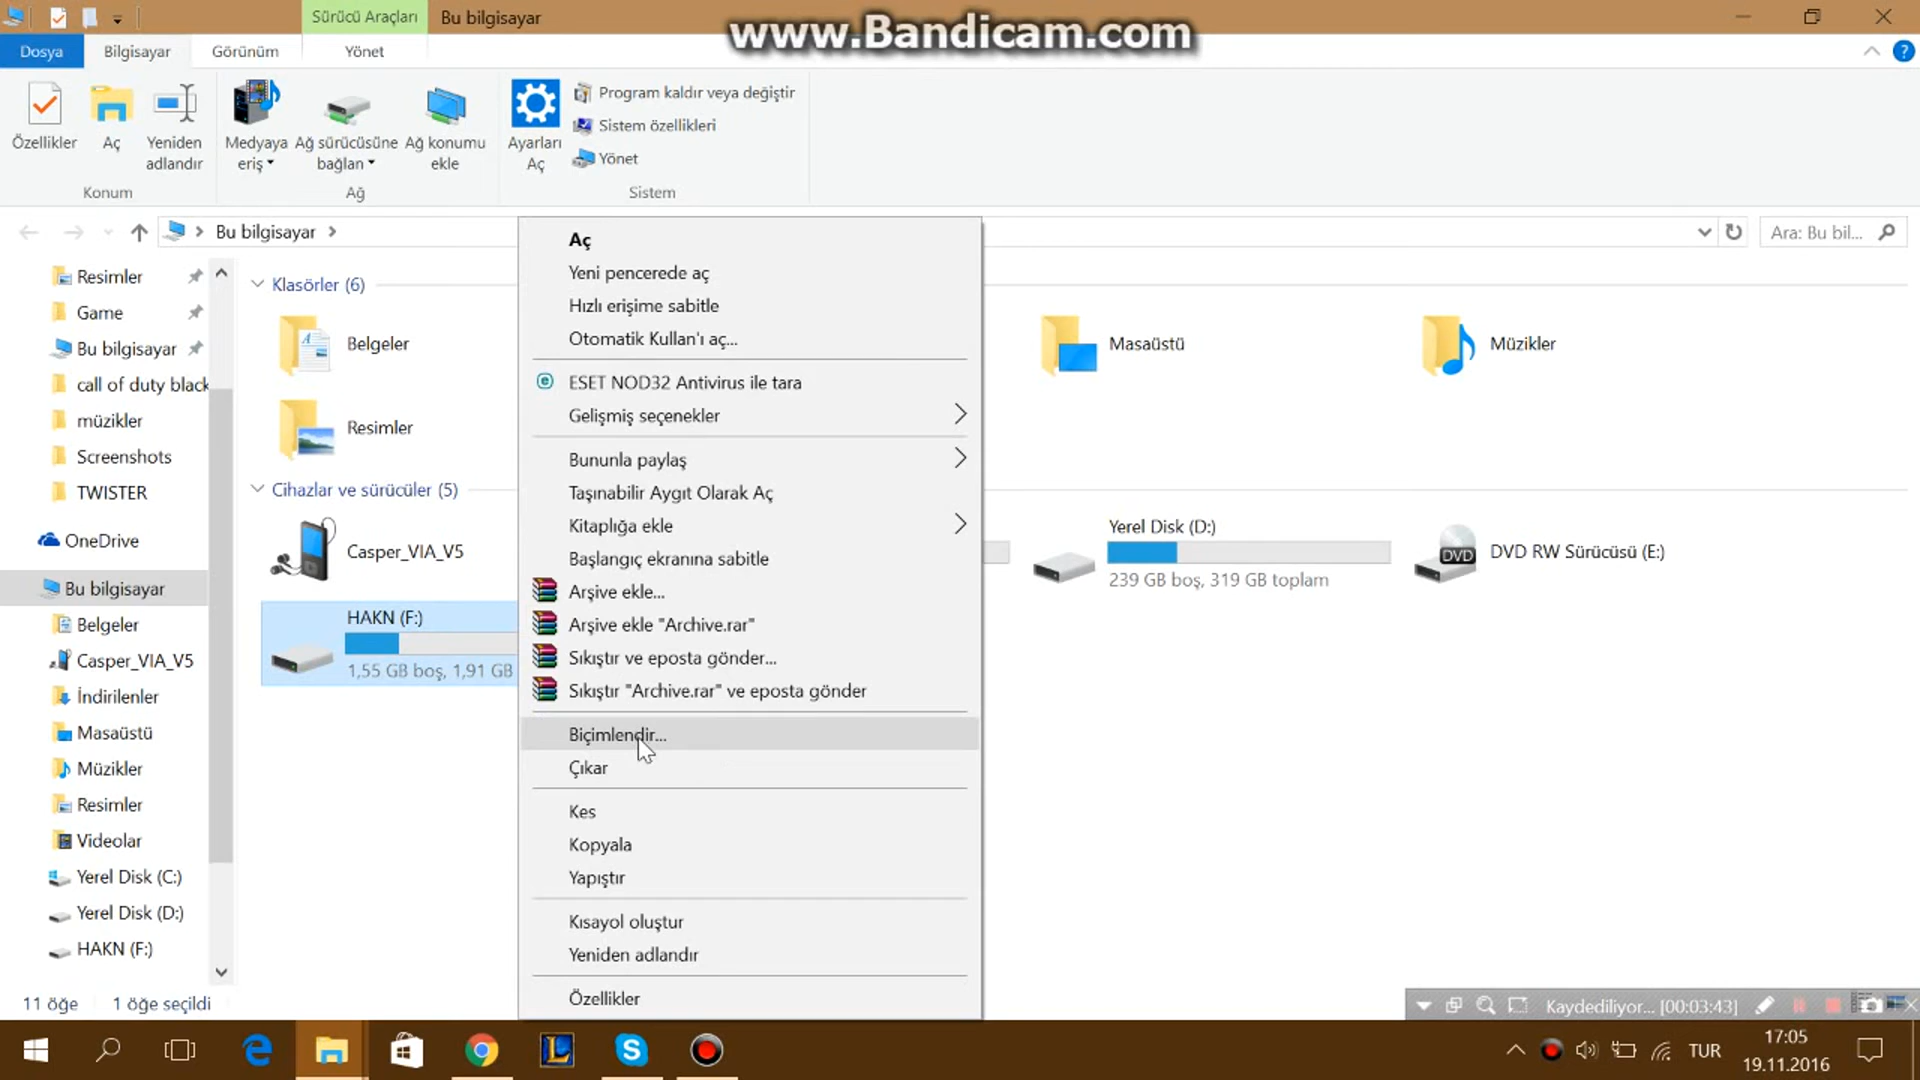 Sürücü Araçları
Bu bilgisayar
www.Bandicam.com
Dosya
Bilgisayar
Görünüm
Yönet
Özellikler
Aç
Yeniden
adlandır
Medyaya
eriş
Ağ sürücüsüne
bağlan
Ağ konumu
ekle
Ayarları
Aç
Program kaldır veya değiştir
Sistem özellikleri
Yönet
Konum
Ağ
Sistem
Bu bilgisayar
Ara: Bu bil...
Resimler
Game
Bu bilgisayar
call of duty black
müzikler
Screenshots
TWISTER
OneDrive
Bu bilgisayar
Belgeler
Casper_VIA_V5
İndirilenler
Masaüstü
Müzikler
Resimler
Videolar
Yerel Disk (C:)
Yerel Disk (D:)
HAKN (F:)
Klasörler (6)
Belgeler
Masaüstü
Müzikler
Resimler
Cihazlar ve sürücüler (5)
Casper_VIA_V5
Yerel Disk (D:)
239 GB boş, 319 GB toplam
DVD
DVD RW Sürücüsü (E:)
HAKN (F:)
1,55 GB boş, 1,91 GB
Aç
Yeni pencerede aç
Hızlı erişime sabitle
Otomatik Kullan'ı aç...
ESET NOD32 Antivirus ile tara
Gelişmiş seçenekler
Bununla paylaş
Taşınabilir Aygıt Olarak Aç
Kitaplığa ekle
Başlangıç ekranına sabitle
Arşive ekle...
Arşive ekle "Archive.rar"
Sıkıştır ve eposta gönder...
Sıkıştır "Archive.rar" ve eposta gönder
Biçimlendir...
Çıkar
Kes
Kopyala
Yapıştır
Kısayol oluştur
Yeniden adlandır
Özellikler
11 öğe
1 öğe seçildi
Kaydediliyor... [00:03:43]
TUR
17:05
19.11.2016